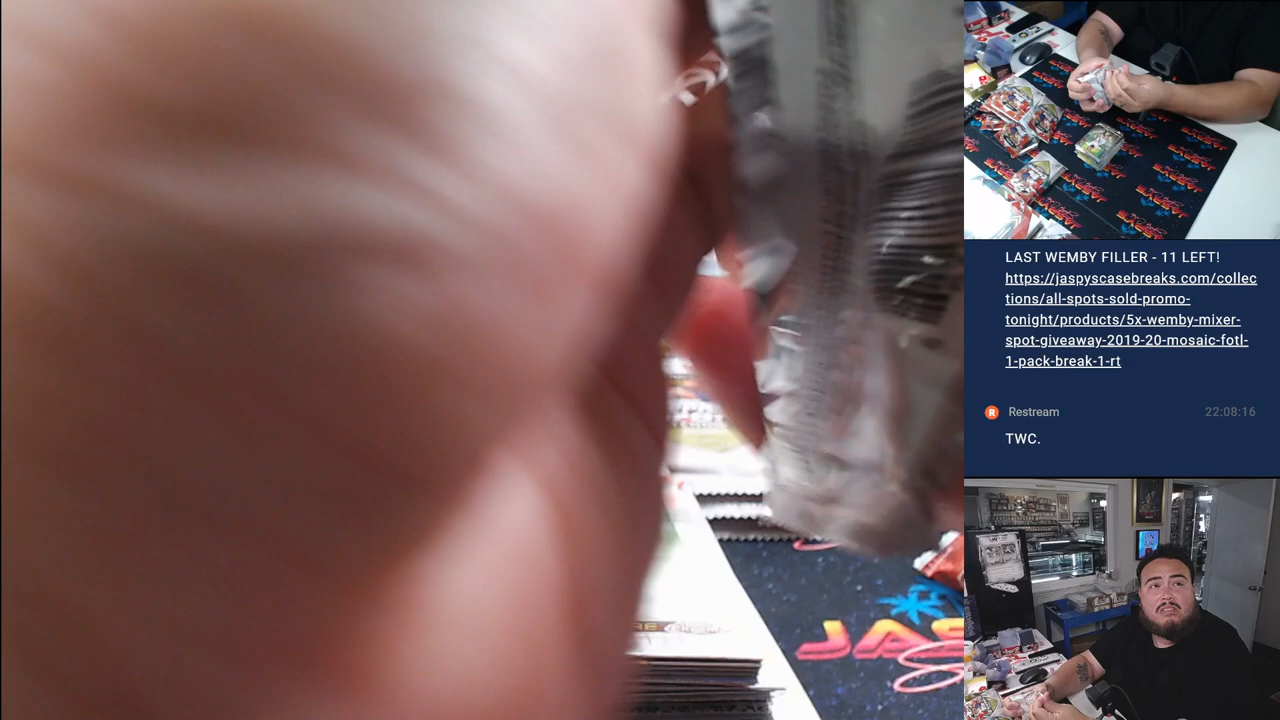 LAST WEMBY FILLER - 11 LEFT!
https://jaspyscasebreaks.com/collec
tions/all-spots-sold-promo-
tonight/products/5x-wemby-mixer-
spot-giveaway-2019-20-mosaic-fotl-
1-pack-break-1-rt
R Restream 22:08:16
TWC.
JAS